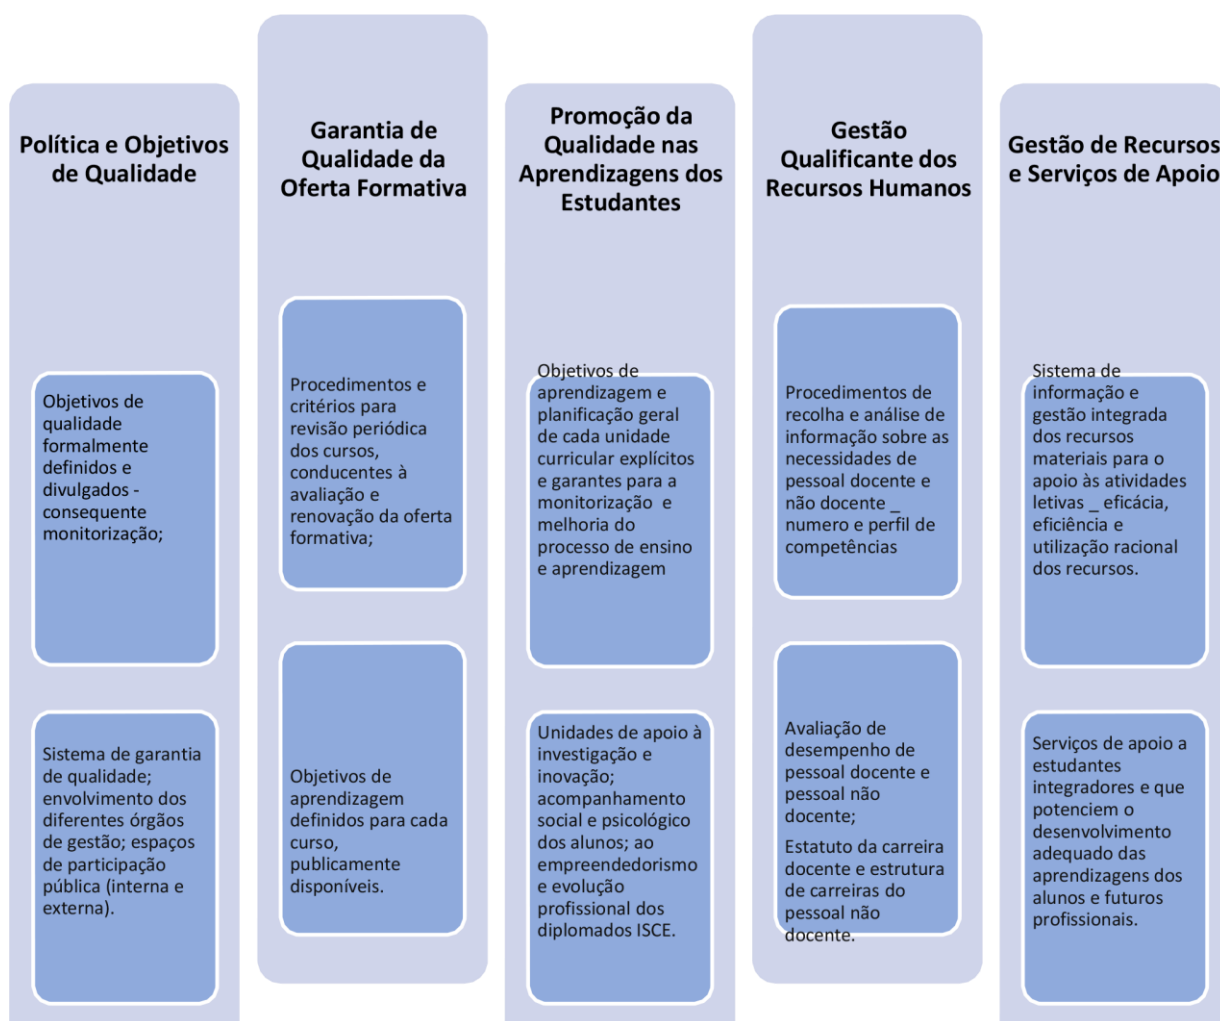 Política e Objetivos
de Qualidade
Objetivos de
qualidade
formalmente
definidos e
divulgados -
consequente
monitorização;
Sistema de garantia
de qualidade;
envolvimento dos
diferentes órgãos
de gestão; espaços
de participação
pública (interna e
externa).
Garantia de
Qualidade da
Oferta Formativa
Procedimentos e
critérios para
revisão periódica
dos cursos,
conducentes à
avaliação e
renovação da oferta
formativa;
Objetivos de
aprendizagem
definidos para cada
curso,
publicamente
disponíveis.
Promoção da
Qualidade nas
Aprendizagens dos
Estudantes
Objetivos de
aprendizagem e
planificação geral
de cada unidade
curricular explícitos
e garantes para a
monitorização  e
melhoria do
processo de ensino
e aprendizagem
Unidades de apoio à
investigação e
inovação;
acompanhamento
social e psicológico
dos alunos; ao
empreendedorismo
e evolução
profissional dos
diplomados ISCE.
Gestão
Qualificante dos
Recursos Humanos
Procedimentos de
recolha e análise de
informação sobre as
necessidades de
pessoal docente e
não docente _
numero e perfil de
competências
Avaliação de
desempenho de
pessoal docente e
pessoal não
docente;
Estatuto da carreira
docente e estrutura
de carreiras do
pessoal não
docente.
Gestão de Recursos
e Serviços de Apoio
Sistema de
informação e
gestão integrada
dos recursos
materiais para o
apoio às atividades
letivas _ eficácia,
eficiência e
utilização racional
dos recursos.
Serviços de apoio a
estudantes
integradores e que
potenciem o
desenvolvimento
adequado das
aprendizagens dos
alunos e futuros
profissionais.